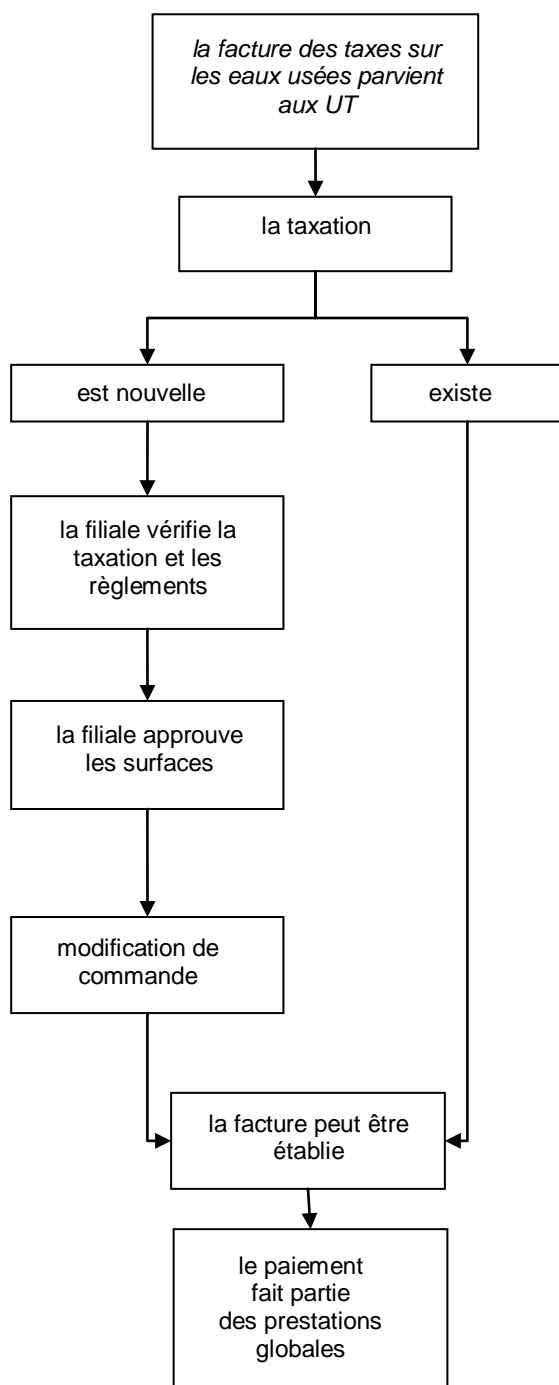 la facture des taxes sur
les eaux usées parvient
aux UT
la taxation
est nouvelle
existe
la filiale vérifie la
taxation et les
règlements
la filiale approuve
les surfaces
modification de
commande
la facture peut être
établie
le paiement
fait partie
des prestations
globales